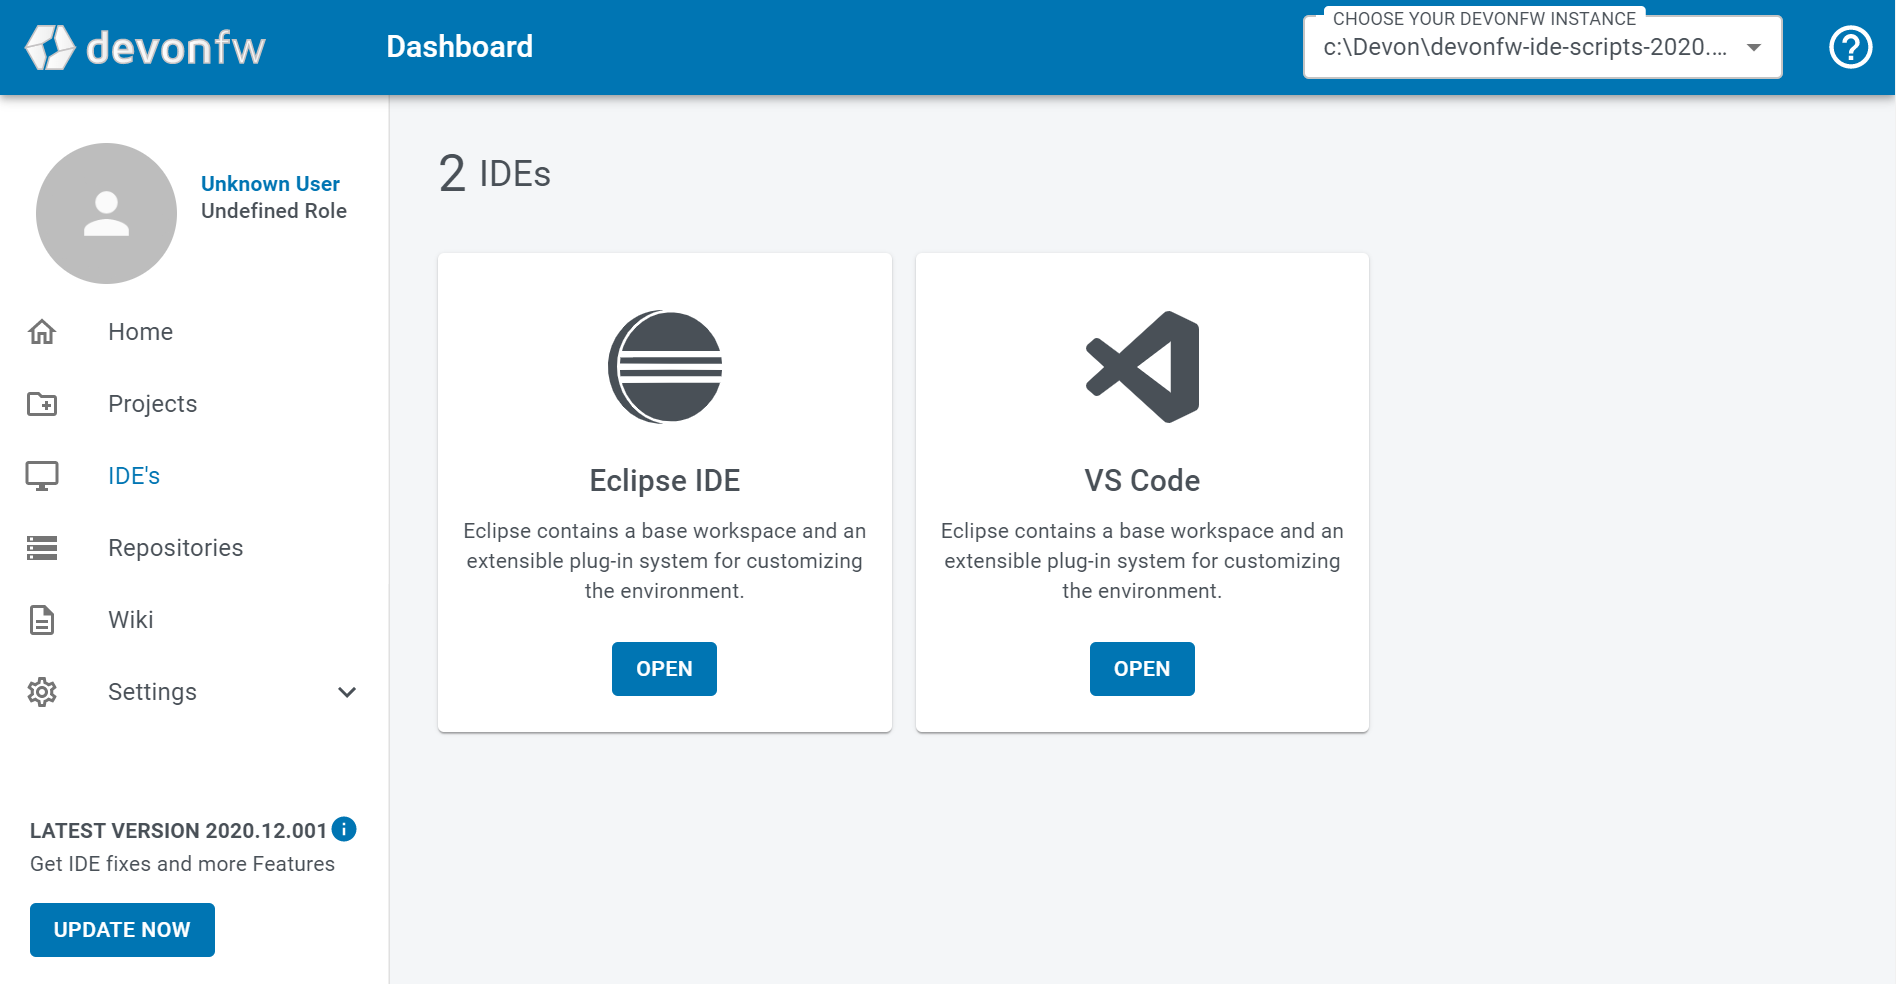 devonfw
Dashboard
CHOOSE YOUR DEVONFW INSTANCE
c:\Devon\devonfw-ide-scripts-2020....
Unknown User
Undefined Role
Home
Projects
IDE's
Repositories
Wiki
Settings
LATEST VERSION 2020.12.001
Get IDE fixes and more Features
UPDATE NOW
2 IDEs
Eclipse IDE
Eclipse contains a base workspace and an
extensible plug-in system for customizing
the environment.
OPEN
VS Code
Eclipse contains a base workspace and an
extensible plug-in system for customizing
the environment.
OPEN